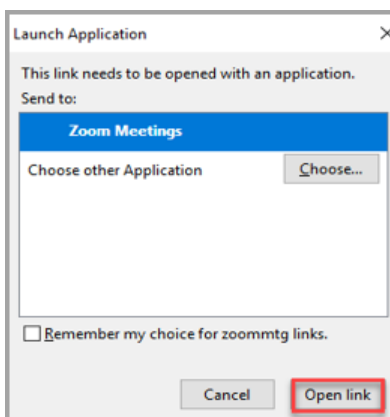 Launch Application
This link needs to be opened with an application.
Send to:
Zoom Meetings
Choose other Application
Choose...
Remember my choice for zoommtg links.
Cancel
Open link